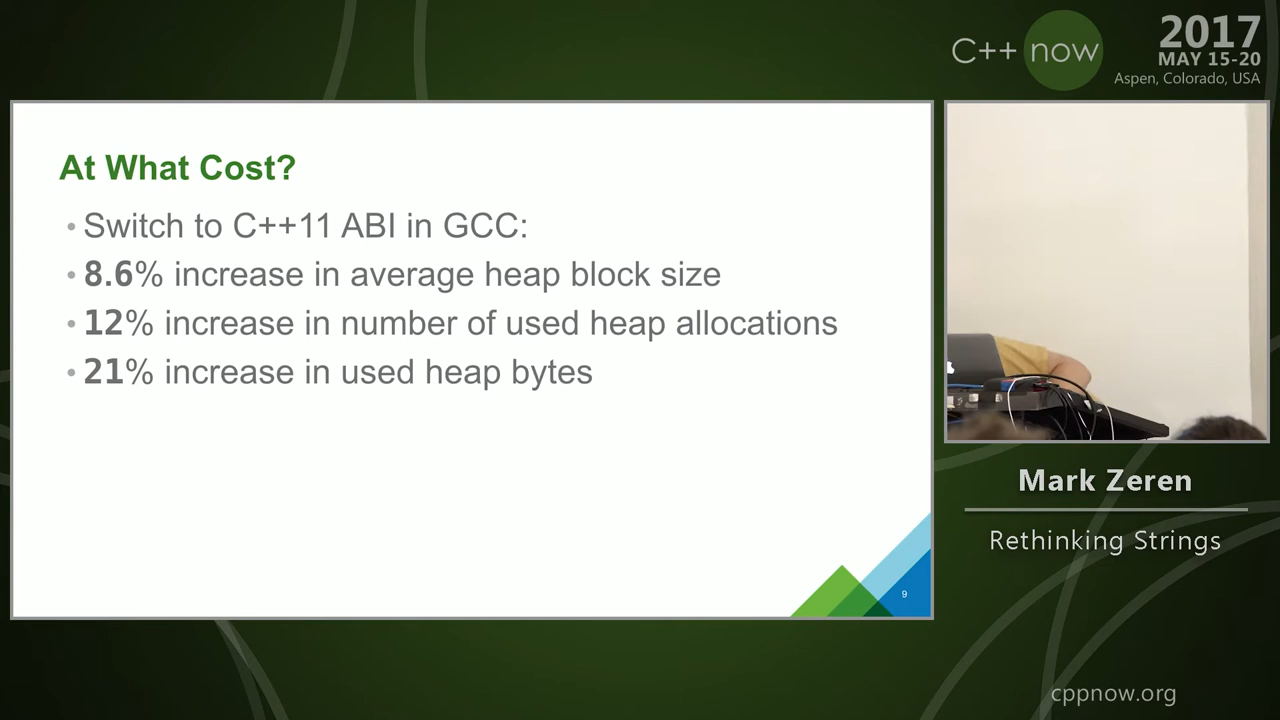 C++ now
2017
MAY 15-20
Aspen, Colorado, USA
At What Cost?
• Switch to C++11 ABI in GCC:
• 8.6% increase in average heap block size
• 12% increase in number of used heap allocations
• 21% increase in used heap bytes
9
Mark Zeren
Rethinking Strings
cppnow.org